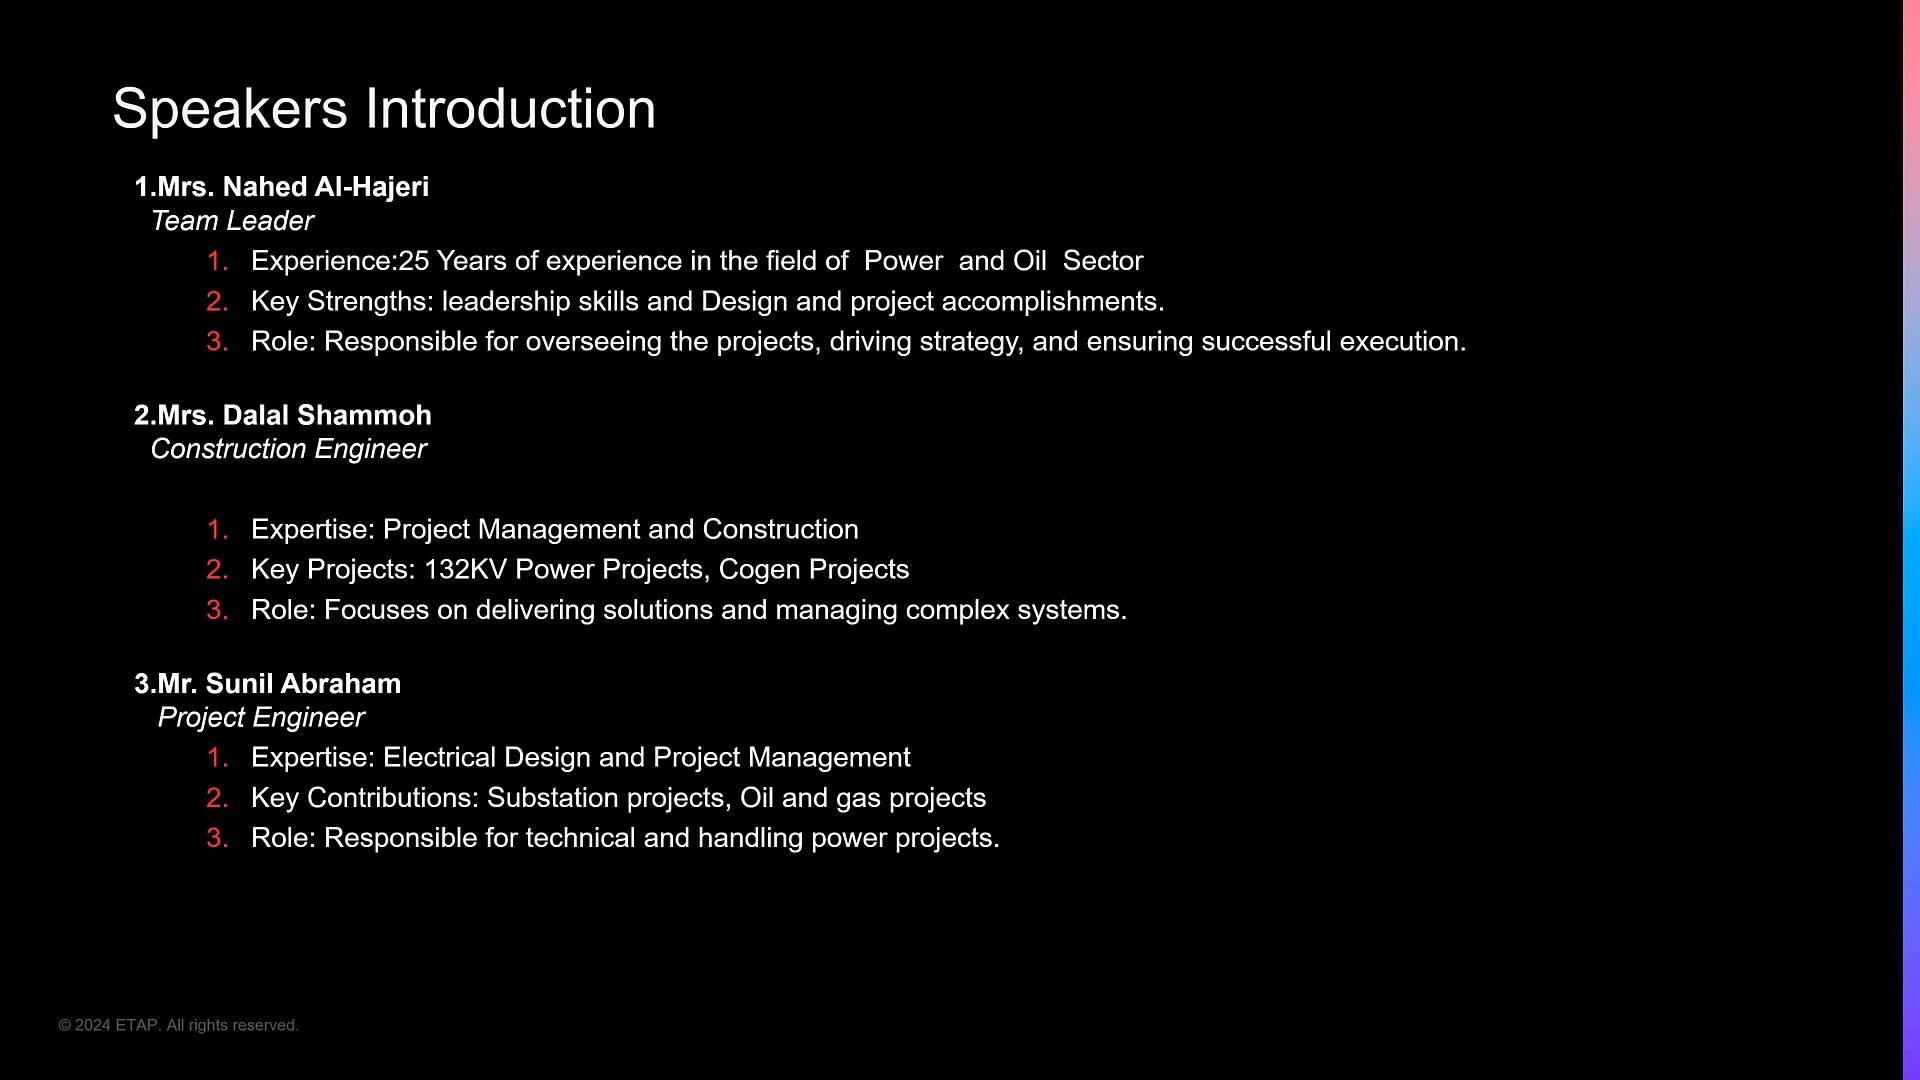 Speakers Introduction
1.Mrs. Nahed Al-Hajeri
Team Leader
1. Experience:25 Years of experience in the field of  Power  and Oil  Sector
2. Key Strengths: leadership skills and Design and project accomplishments.
3. Role: Responsible for overseeing the projects, driving strategy, and ensuring successful execution.
2.Mrs. Dalal Shammoh
Construction Engineer
1. Expertise: Project Management and Construction
2. Key Projects: 132KV Power Projects, Cogen Projects
3. Role: Focuses on delivering solutions and managing complex systems.
3.Mr. Sunil Abraham
Project Engineer
1. Expertise: Electrical Design and Project Management
2. Key Contributions: Substation projects, Oil and gas projects
3. Role: Responsible for technical and handling power projects.
© 2024 ETAP. All rights reserved.